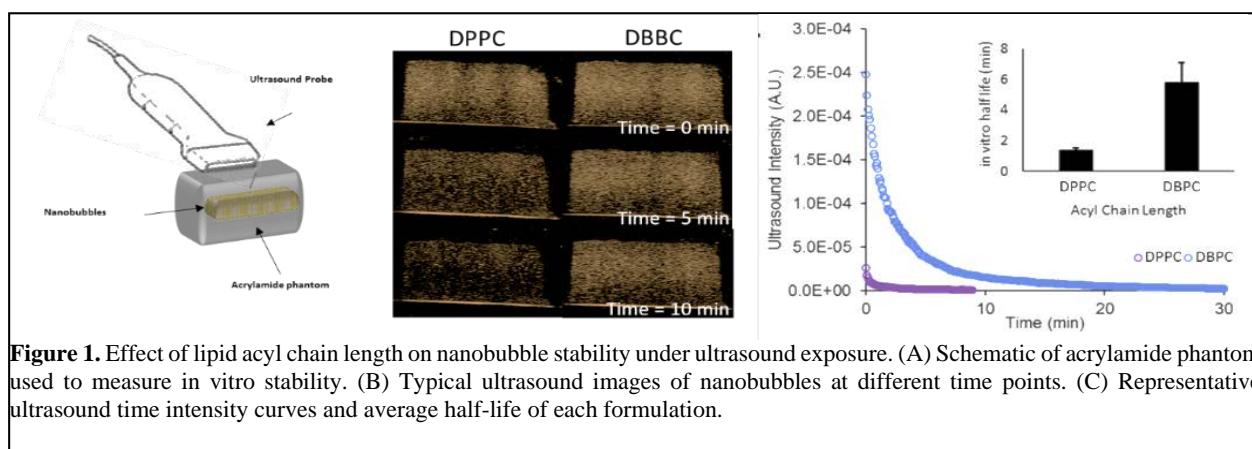 Ultrasound Probe
Nanobubbles
Acrylamide phantom
DPPC DBBC
Time = 0 min
Time = 5 min
Time = 10 min
Ultrasound Intensity (A.U.)
2.5E-04
2.0E-04
1.5E-04
1.0E-04
5.0E-05
0.0E+00
0 10 20 30
Time (min)
in vitro half life (min)
8
6
4
2
0
DPPC DBPC
Acyl Chain Length
DPPC DBPC
Figure 1. Effect of lipid acyl chain length on nanobubble stability under ultrasound exposure. (A) Schematic of acrylamide phantom
used to measure in vitro stability. (B) Typical ultrasound images of nanobubbles at different time points. (C) Representative
ultrasound time intensity curves and average half-life of each formulation.